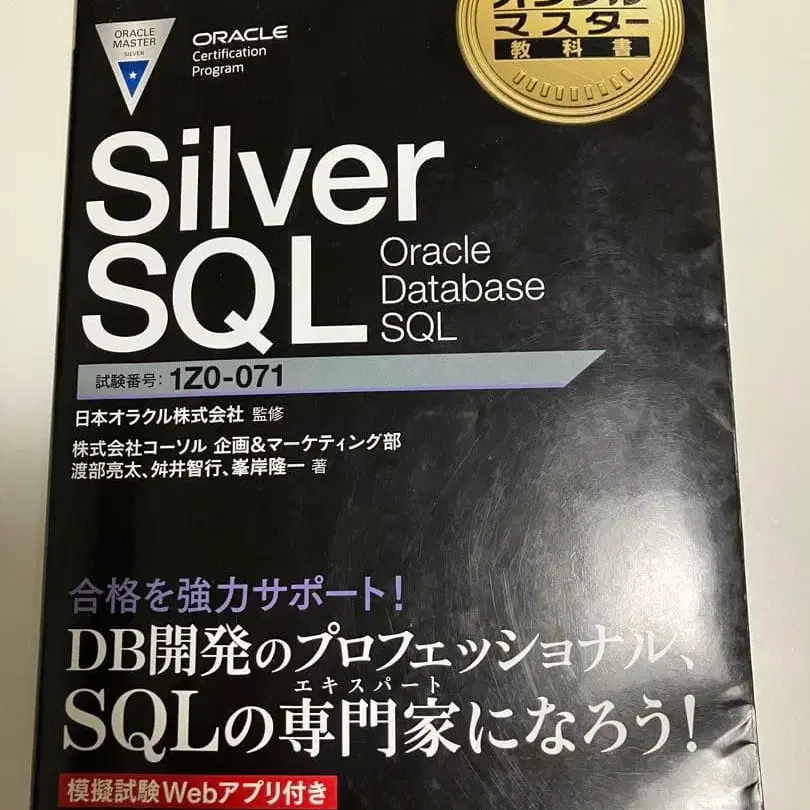 ORACLE
MASTER
SILVER
ORACLE
Certification
Program
マスター
教科書
Silver
SQL
Oracle
Database
SQL
試験番号: 1Z0-071
日本オラクル株式会社 監修
株式会社コーソル 企画&マーケティング部
渡部亮太、舛井智行、峯岸隆一 著
合格を強力サポート!
DB開発のプロフェッショナル、
エキスパート
SQLの専門家になろう!
模擬試験Webアプリ付き